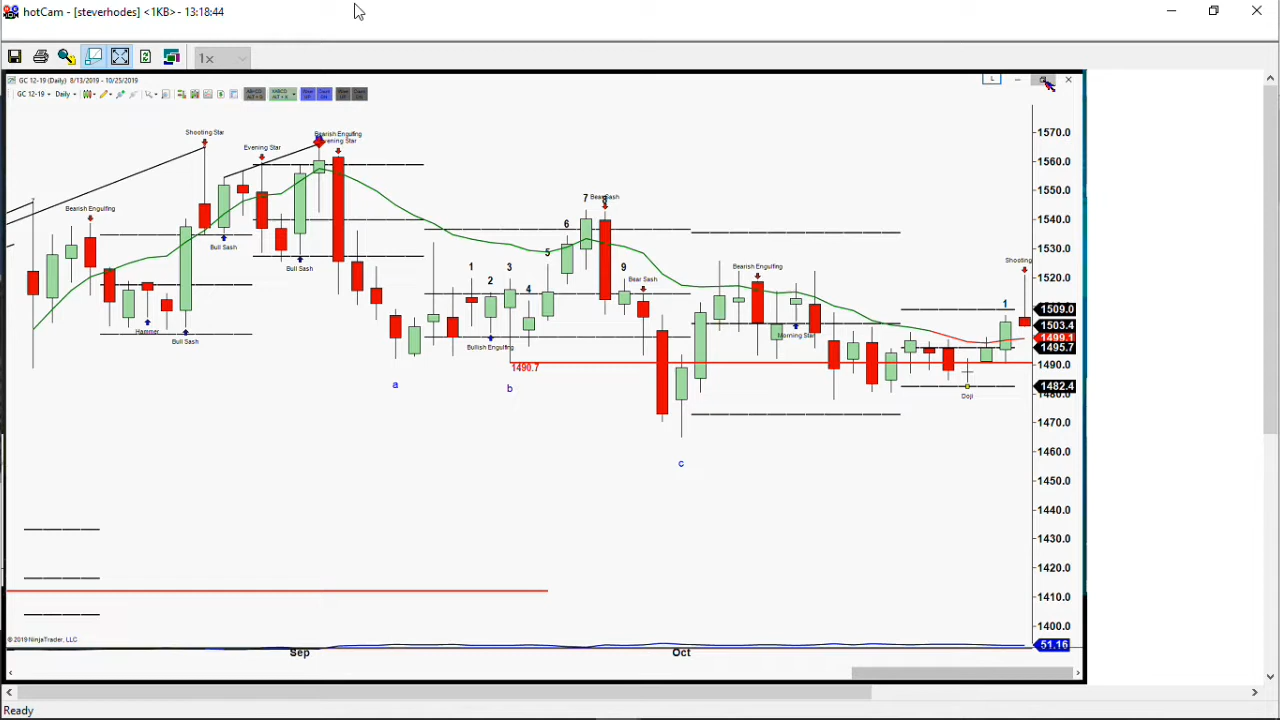 hotCam - [steverhodes] <1KB> - 13:18:44
1x
GC 12-19 (Daily) 8/13/2019 - 10/25/2019
L
GC 12-19 Daily
1570.0
Shooting Star
Bearish Engulfing
Evening Star
Evening Star
1560.0
1550.0
Bearish Engulfing
7 Bear Sash
8
1540.0
6
Bull Sash
5
1530.0
Bull Sash
1 3 9
Bear Sash
Bearish Engulfing
Shooting
1520.0
2
4
1
1509.0
Hammer
Bull Sash
Bullish Engulfing
Morning Star
1503.4
1499.1
1495.7
1490.7
1490.0
a
b
1482.4
1480.0
Doji
1470.0
c
1460.0
1450.0
1440.0
1430.0
1420.0
1410.0
1400.0
© 2019 NinjaTrader, LLC
51.16
Sep Oct
Ready